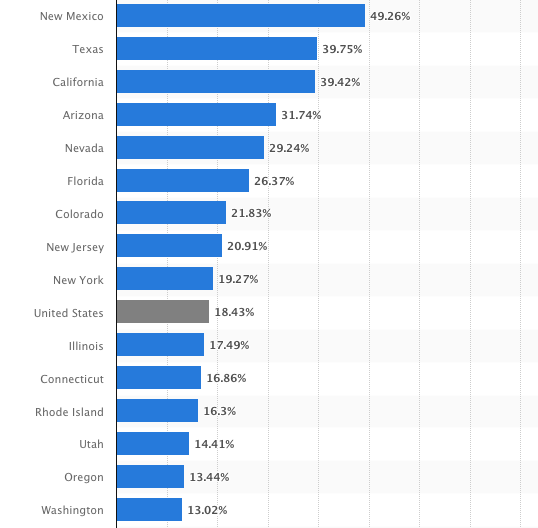 New Mexico 49.26%
Texas 39.75%
California 39.42%
Arizona 31.74%
Nevada 29.24%
Florida 26.37%
Colorado 21.83%
New Jersey 20.91%
New York 19.27%
United States 18.43%
Illinois 17.49%
Connecticut 16.86%
Rhode Island 16.3%
Utah 14.41%
Oregon 13.44%
Washington 13.02%